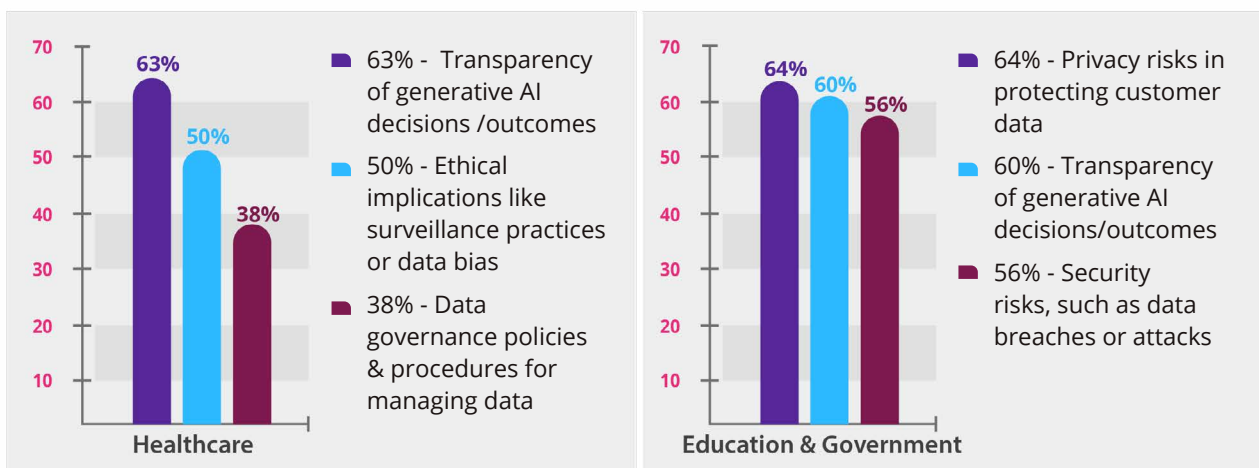 70
60
50
40
30
20
10
63%
50%
38%
Healthcare
63% - Transparency
of generative AI
decisions /outcomes
50% - Ethical
implications like
surveillance practices
or data bias
38% - Data
governance policies
& procedures for
managing data
70
60
50
40
30
20
10
64%
60%
56%
Education & Government
64% - Privacy risks in
protecting customer
data
60% - Transparency
of generative AI
decisions/outcomes
56% - Security
risks, such as data
breaches or attacks